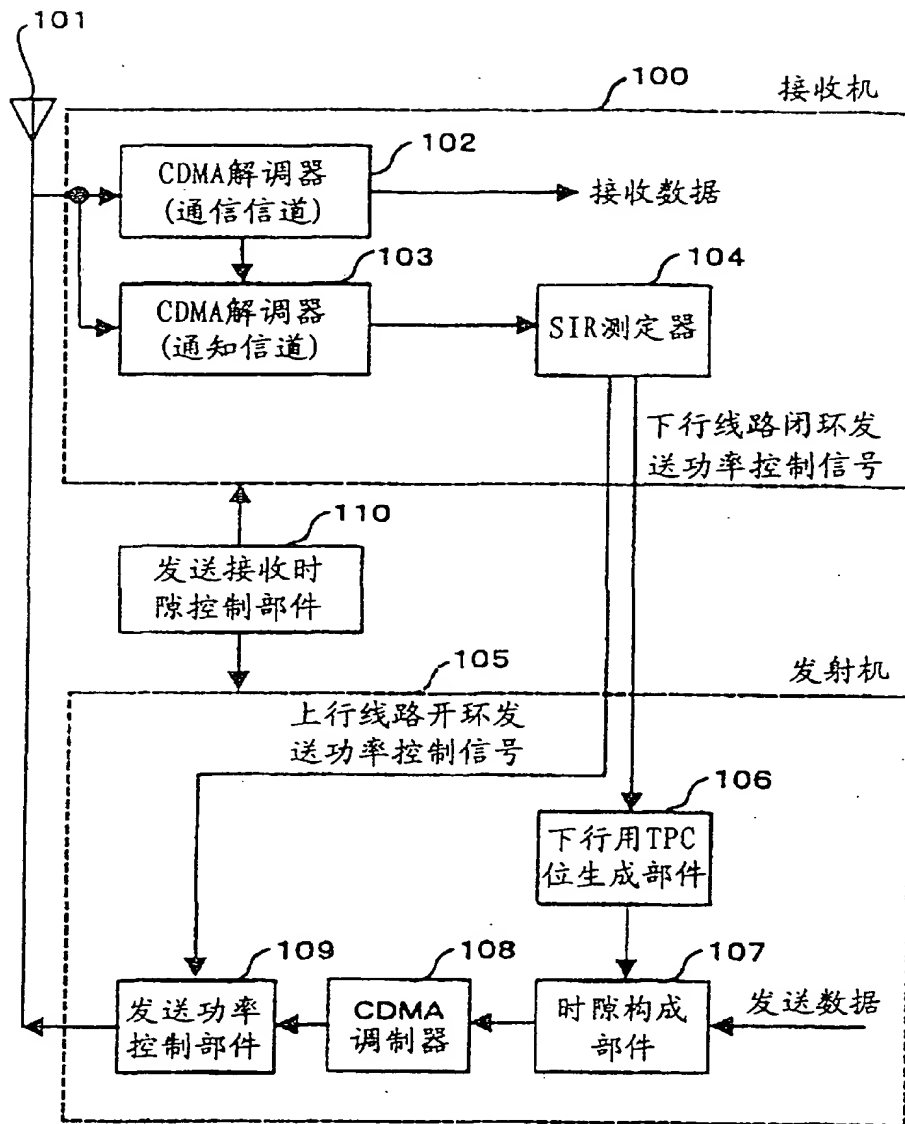 101
100
接收机
102
CDMA解调器
(通信信道)
接收数据
103
104
CDMA解调器
(通知信道)
SIR测定器
下行线路闭环发
送功率控制信号
110
发送接收时
隙控制部件
105
发射机
上行线路开环发
送功率控制信号
106
下行用TPC
位生成部件
109
108
107
发送功率
控制部件
CDMA
调制器
时隙构成
部件
发送数据